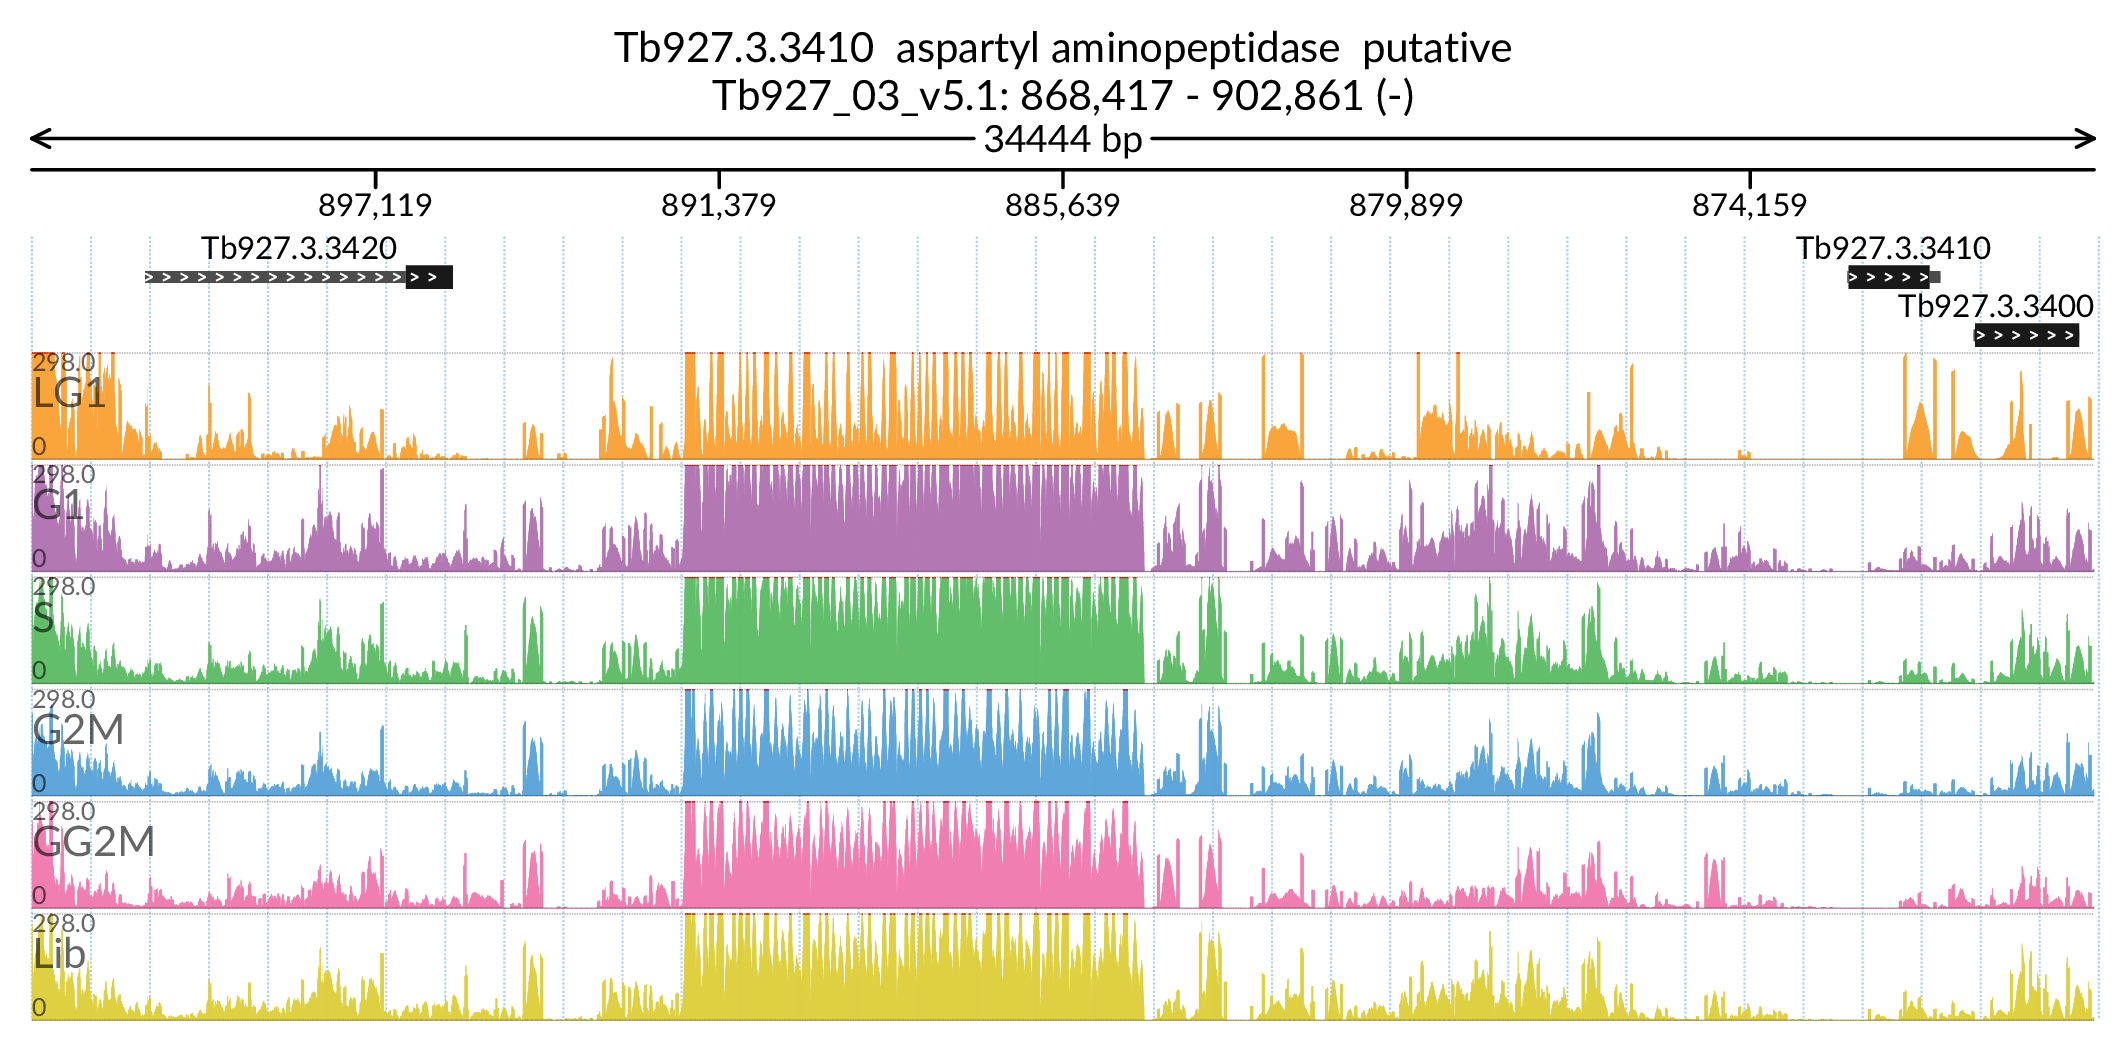 Tb927.3.3410  aspartyl aminopeptidase  putative
Tb927_03_v5.1: 868,417 - 902,861 (-)
34444 bp
897,119 891,379 885,639 879,899 874,159
Tb927.3.3420 Tb927.3.3410
Tb927.3.3400
298.0
LG1
0
298.0
G1
0
298.0
S
0
298.0
G2M
0
298.0
GG2M
0
298.0
Lib
0